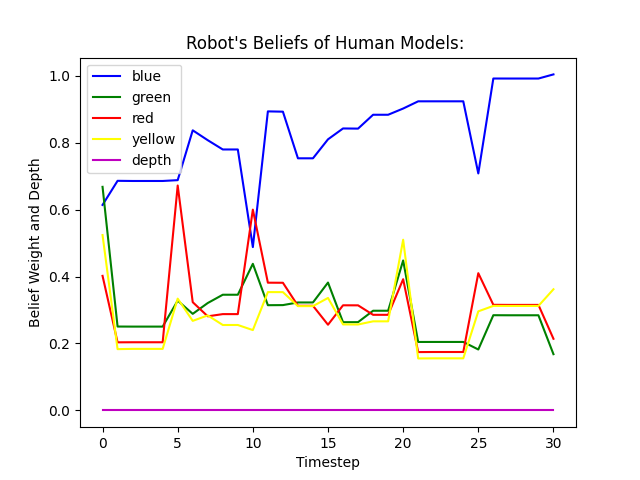 Robot's Beliefs of Human Models:
blue
green
red
yellow
depth
Belief Weight and Depth
1.0
0.8
0.6
0.4
0.2
0.0
0 5 10 15 20 25 30
Timestep